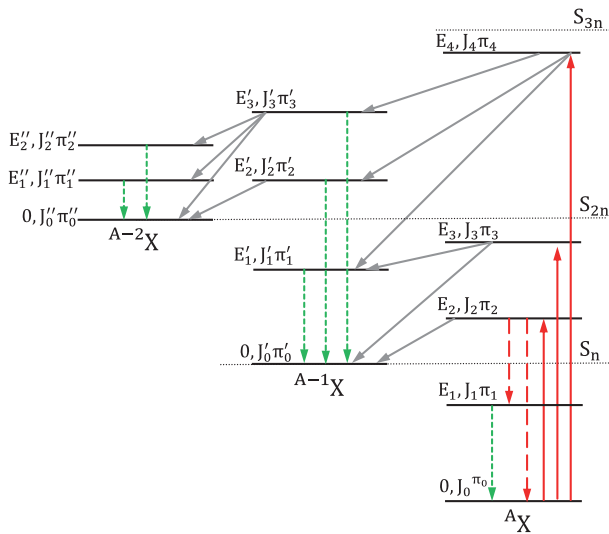 S₃ₙ
E₄, J₄π₄
E′₃, J′₃π′₃
E″₂, J″₂π″₂
E″₁, J″₁π″₁
E′₂, J′₂π′₂
0, J″₀π″₀
S₂ₙ
ᴬ⁻²X
E₃, J₃π₃
E′₁, J′₁π′₁
E₂, J₂π₂
0, J′₀π′₀
Sₙ
ᴬ⁻¹X
E₁, J₁π₁
0, J₀π₀
ᴬX